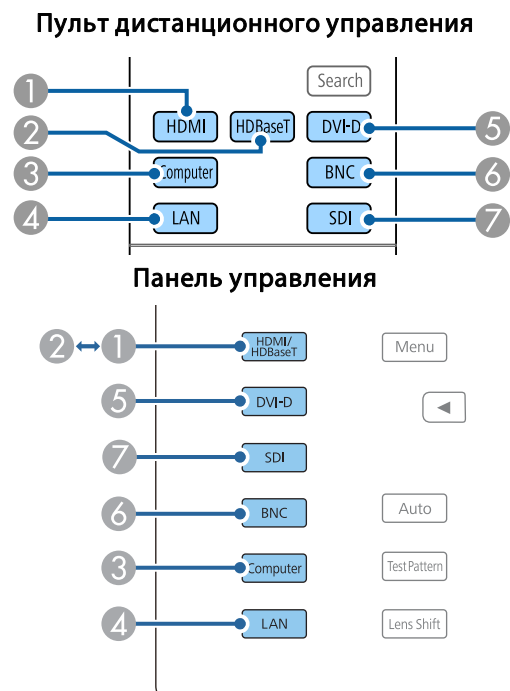 Пульт дистанционного управления
Search
1
HDMI
HDBaseT
DVI-D
5
2
3
Computer
BNC
6
4
LAN
SDI
7
Панель управления
2
1
HDMI/
HDBaseT
Menu
5
DVI-D
7
SDI
6
BNC
Auto
3
Computer
Test Pattern
4
LAN
Lens Shift